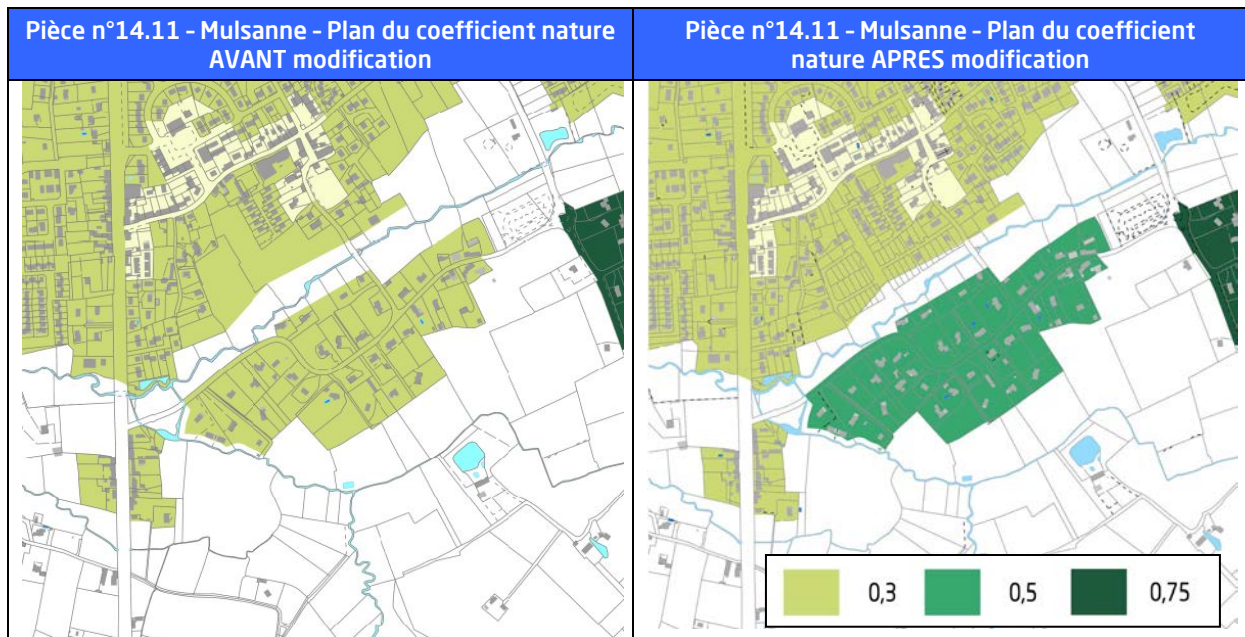 Pièce n°14.11 - Mulsanne - Plan du coefficient nature
AVANT modification
Pièce n°14.11 - Mulsanne - Plan du coefficient
nature APRES modification
0,3
0,5
0,75